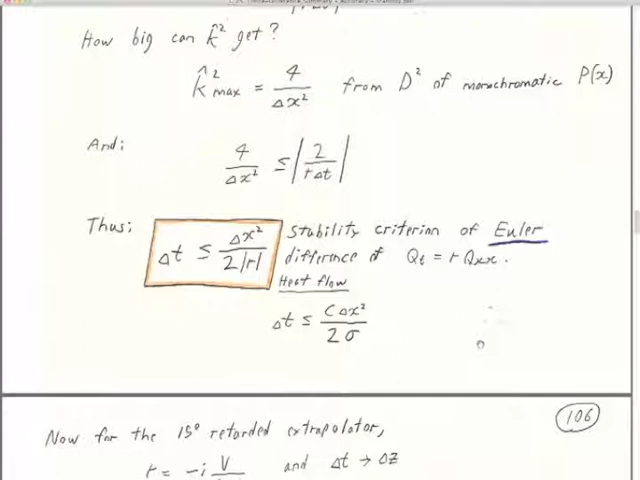 How big can k̂² get?
k̂²max = 4/Δx² from D² of monochromatic P(x)
And:
4/Δx² ≤ |2/rΔt|
Thus: Δt ≤ Δx²/2|r| Stability criterion of Euler
difference of Qt = r Qxx.
Heat flow
Δt ≤ CΔx²/2σ
106
Now for the 15° retarded extrapolator,
r = -i V/ and Δt → Δz